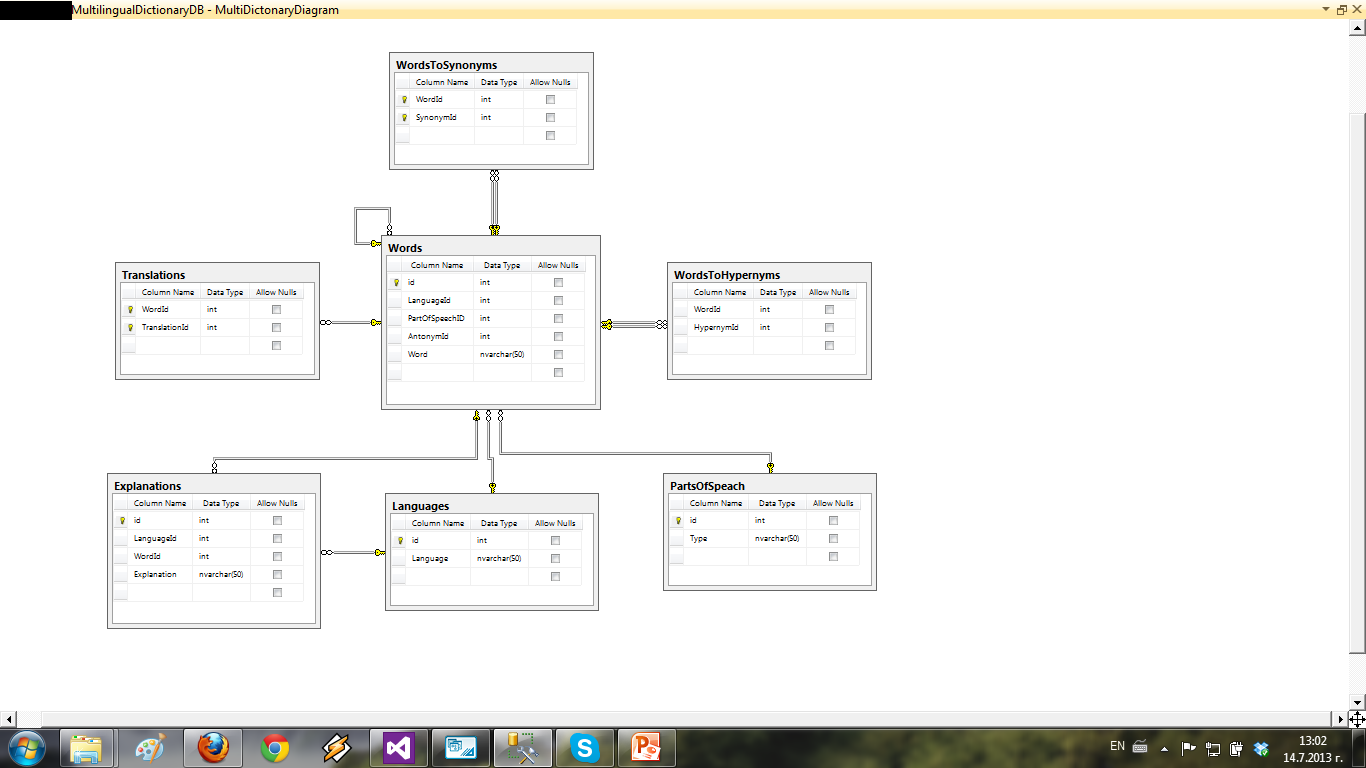 MultilingualDictionaryDB - MultiDictonaryDiagram
WordsToSynonyms
Column Name Data Type Allow Nulls
WordId int
SynonymId int
Words
Column Name Data Type Allow Nulls
id int
LanguageId int
PartOfSpeechID int
AntonymId int
Word nvarchar(50)
Translations
Column Name Data Type Allow Nulls
WordId int
TranslationId int
WordsToHypernyms
Column Name Data Type Allow Nulls
WordId int
HypernymId int
Explanations
Column Name Data Type Allow Nulls
id int
LanguageId int
WordId int
Explanation nvarchar(50)
Languages
Column Name Data Type Allow Nulls
id int
Language nvarchar(50)
PartsOfSpeach
Column Name Data Type Allow Nulls
id int
Type nvarchar(50)
EN
13:02
14.7.2013 г.